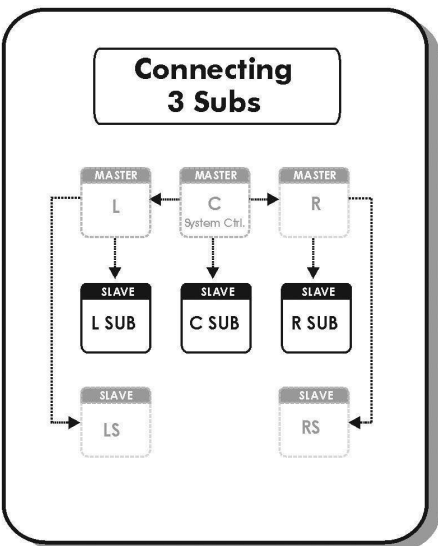 Connecting
3 Subs
MASTER MASTER MASTER
L C R
System Ctrl.
SLAVE SLAVE SLAVE
L SUB C SUB R SUB
SLAVE SLAVE
LS RS